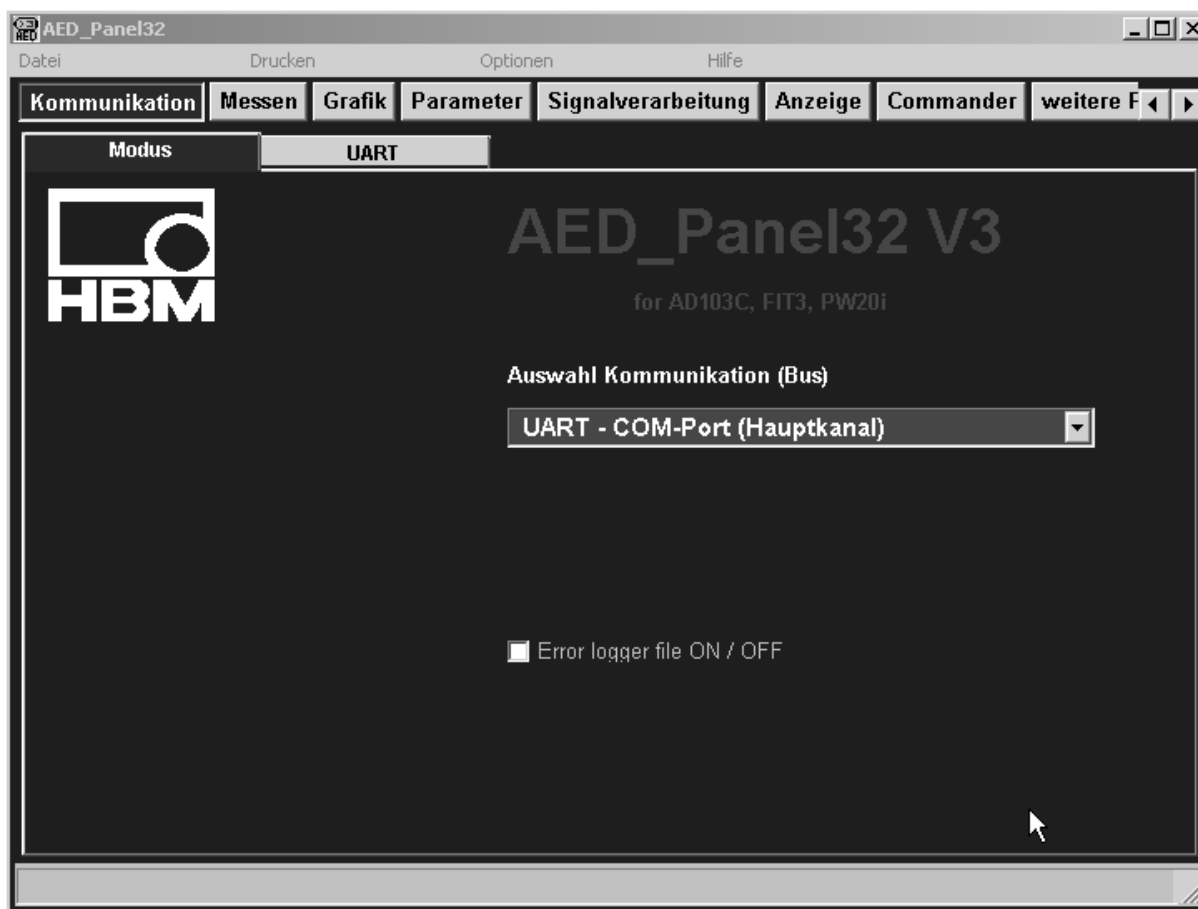 AED_Panel32
Datei Drucken Optionen Hilfe
Kommunikation Messen Grafik Parameter Signalverarbeitung Anzeige Commander weitere F
Modus UART
AED_Panel32 V3
HBM
for AD103C, FIT3, PW20i
Auswahl Kommunikation (Bus)
UART - COM-Port (Hauptkanal)
Error logger file ON / OFF